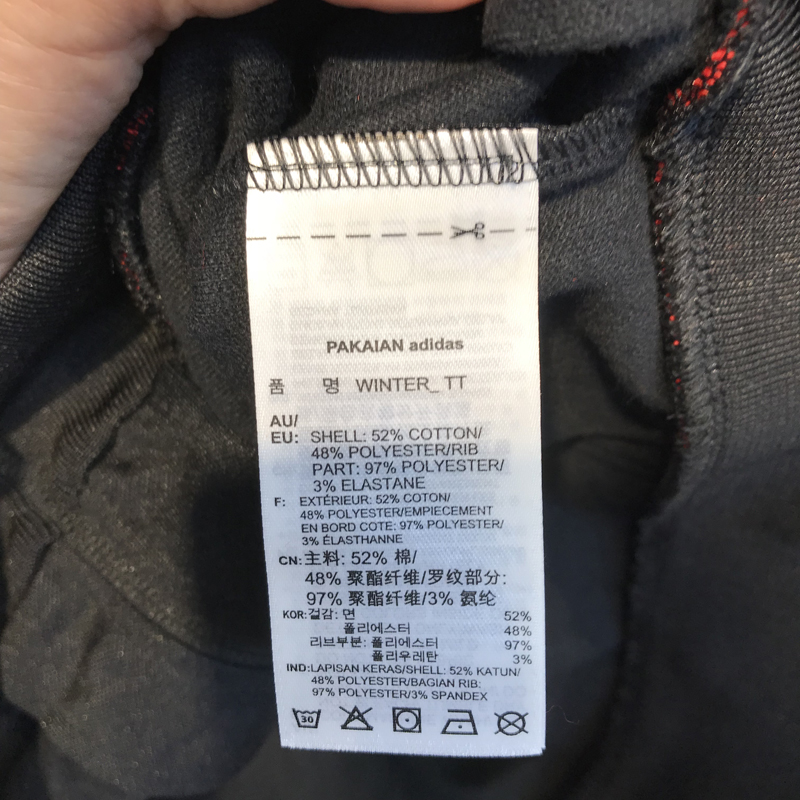 PAKAIAN adidas
품 명 WINTER_TT
AU/
EU: SHELL: 52% COTTON/
48% POLYESTER/RIB
PART: 97% POLYESTER/
3% ELASTANE
F: EXTÉRIEUR: 52% COTON/
48% POLYESTER/EMPIECEMENT
EN BORD COTE: 97% POLYESTER/
3% ÉLASTHANNE
CN: 主料: 52% 棉/
48% 聚酯纤维/罗纹部分:
97% 聚酯纤维/3% 氨纶
KOR: 겉감: 면 52%
폴리에스터 48%
리브부분: 폴리에스터 97%
폴리우레탄 3%
IND: LAPISAN KERAS/SHELL: 52% KATUN/
48% POLYESTER/BAGIAN RIB:
97% POLYESTER/3% SPANDEX
30